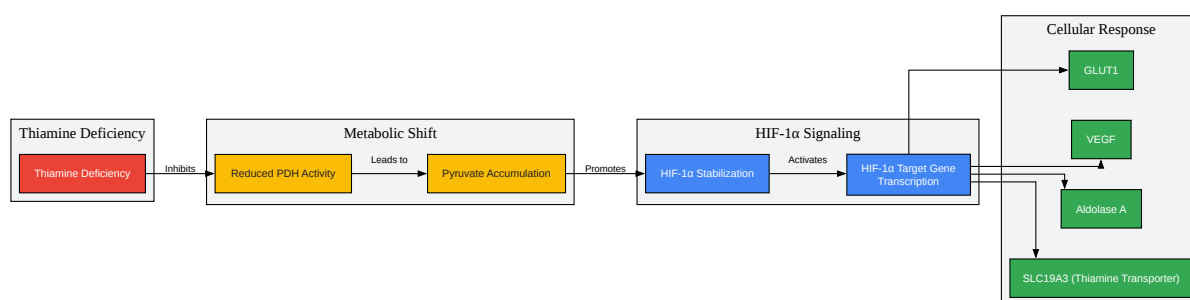 Thiamine Deficiency
Thiamine Deficiency
Inhibits
Metabolic Shift
Reduced PDH Activity
Leads to
Pyruvate Accumulation
Promotes
HIF-1α Signaling
HIF-1α Stabilization
Activates
HIF-1α Target Gene
Transcription
Cellular Response
GLUT1
VEGF
Aldolase A
SLC19A3 (Thiamine Transporter)